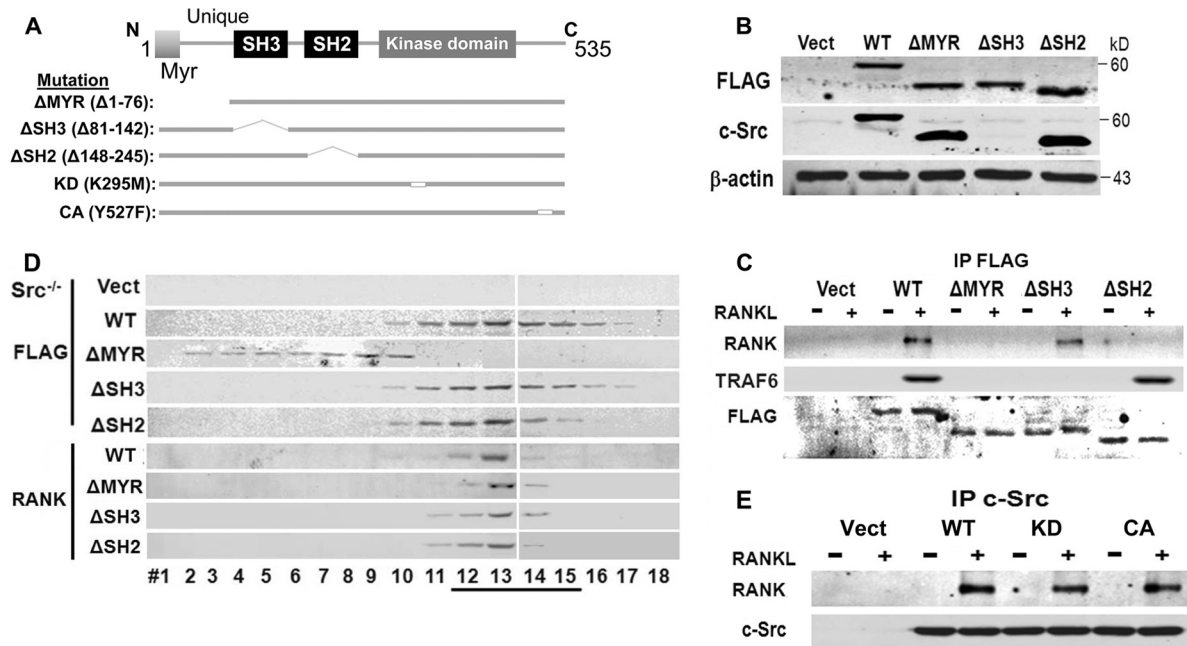 A
Unique
N
C
1
SH3
SH2
Kinase domain
535
Myr
Mutation
ΔMYR (Δ1-76):
ΔSH3 (Δ81-142):
ΔSH2 (Δ148-245):
KD (K295M):
CA (Y527F):
B
Vect WT ΔMYR ΔSH3 ΔSH2 kD
FLAG
60
c-Src
60
β-actin
43
C
IP FLAG
Vect WT ΔMYR ΔSH3 ΔSH2
RANKL - + - + - + - + - +
RANK
TRAF6
FLAG
D
Src-/-
Vect
WT
FLAG
ΔMYR
ΔSH3
ΔSH2
WT
RANK
ΔMYR
ΔSH3
ΔSH2
#1 2 3 4 5 6 7 8 9 10 11 12 13 14 15 16 17 18
E
IP c-Src
Vect WT KD CA
RANKL - + - + - + - +
RANK
c-Src